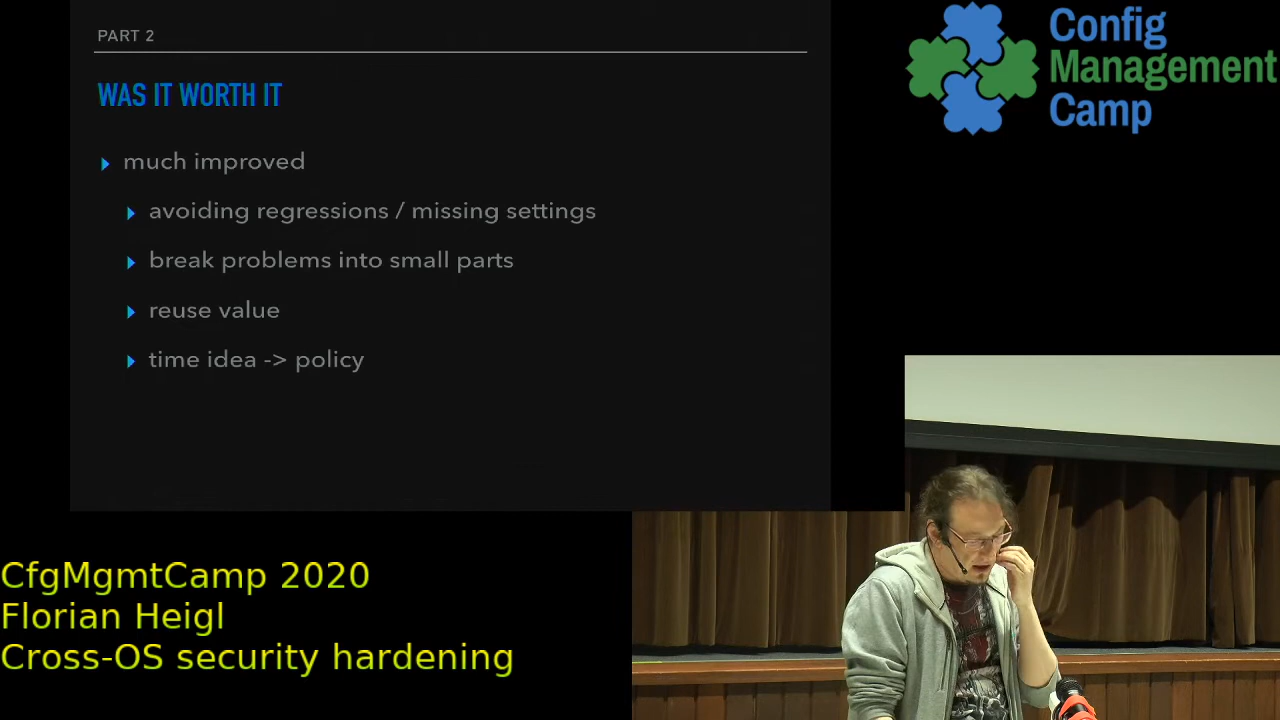 PART 2
WAS IT WORTH IT
much improved
avoiding regressions / missing settings
break problems into small parts
reuse value
time idea -> policy
Config
Management
Camp
CfgMgmtCamp 2020
Florian Heigl
Cross-OS security hardening